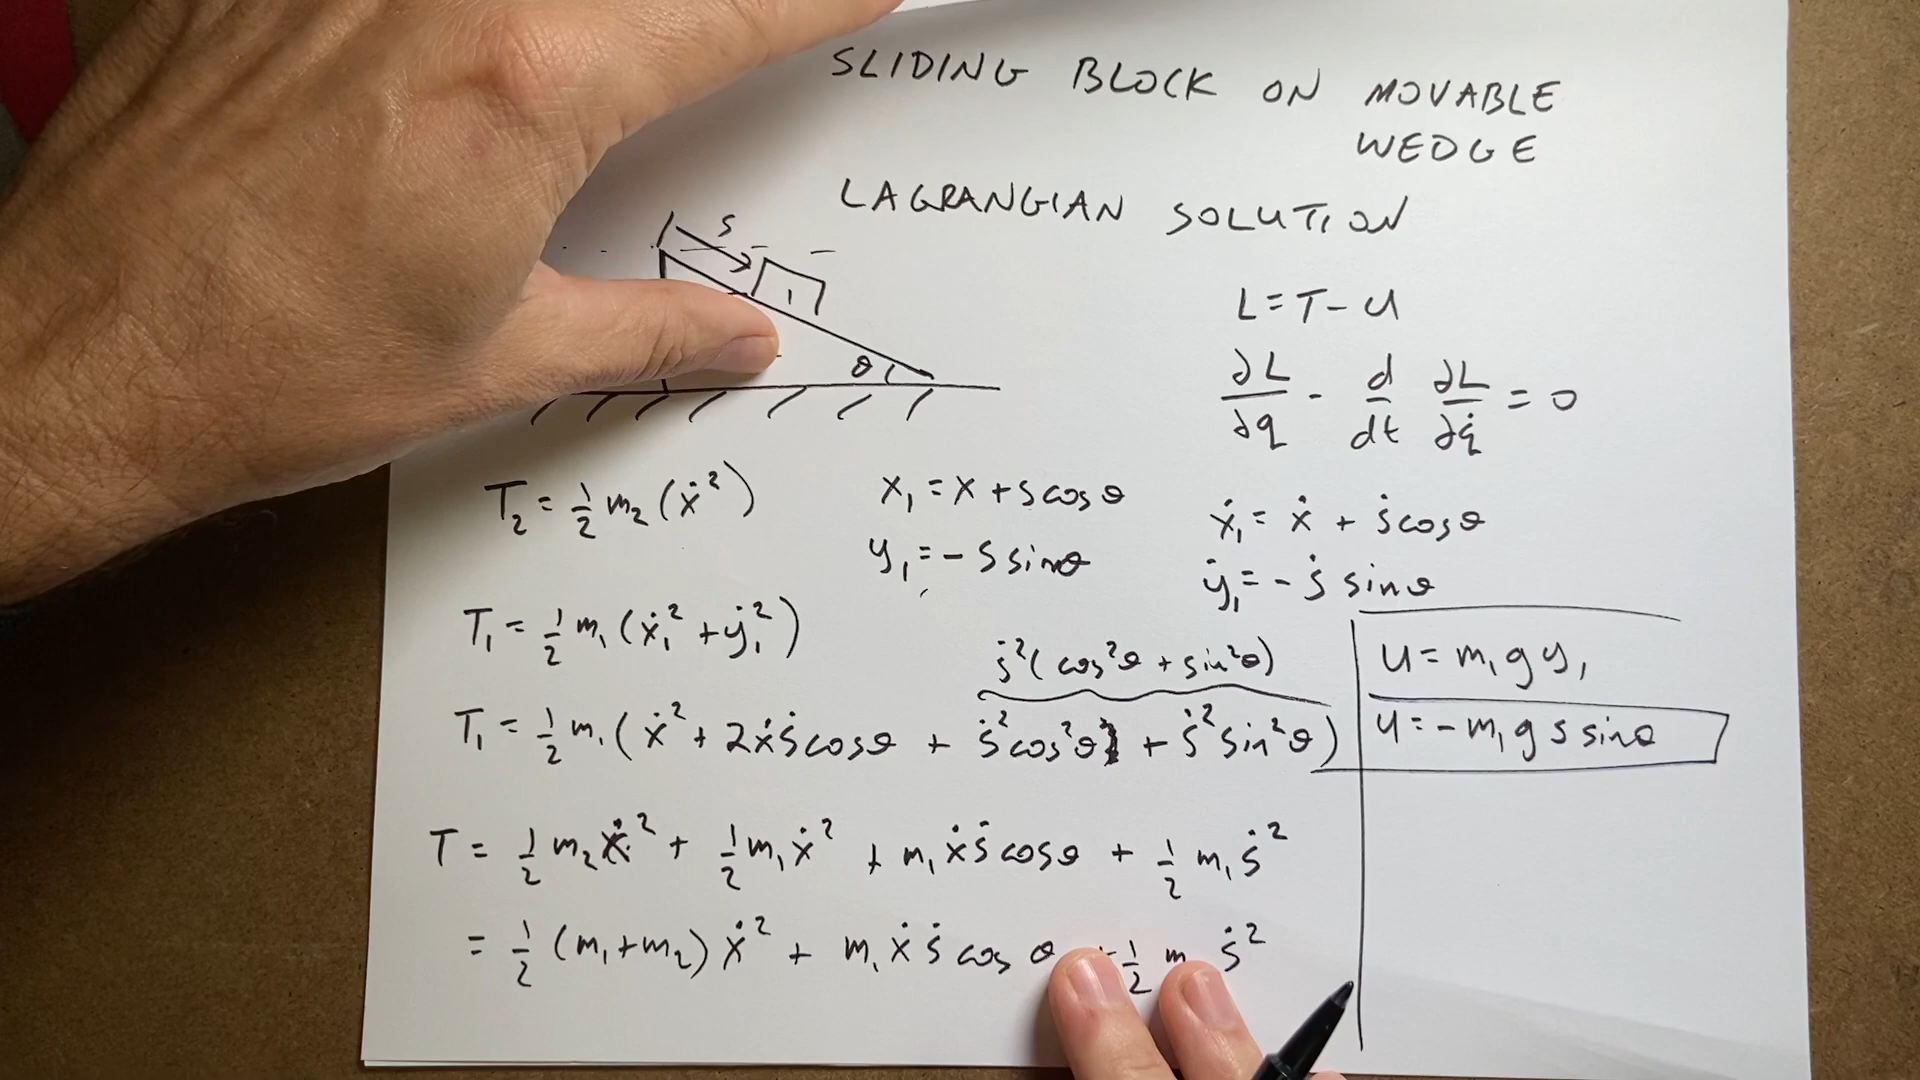 SLIDING BLOCK ON MOVABLE
WEDGE
LAGRANGIAN SOLUTION
s
1
θ
L = T - U
∂L/∂q - d/dt ∂L/∂q̇ = 0
T₂ = ½ m₂ (ẋ²)
x₁ = x + s cos θ
y₁ = - s sin θ
ẋ₁ = ẋ + ṡ cos θ
ẏ₁ = - ṡ sin θ
T₁ = ½ m₁ (ẋ₁² + ẏ₁²)
ṡ² (cos²θ + sin²θ)
T₁ = ½ m₁ (ẋ² + 2ẋṡ cos θ + ṡ² cos²θ + ṡ² sin²θ)
U = m₁ g y₁
U = - m₁ g s sin θ
T = ½ m₂ ẋ² + ½ m₁ ẋ² + m₁ ẋ ṡ cos θ + ½ m₁ ṡ²
= ½ (m₁ + m₂) ẋ² + m₁ ẋ ṡ cos θ + ½ m ṡ²